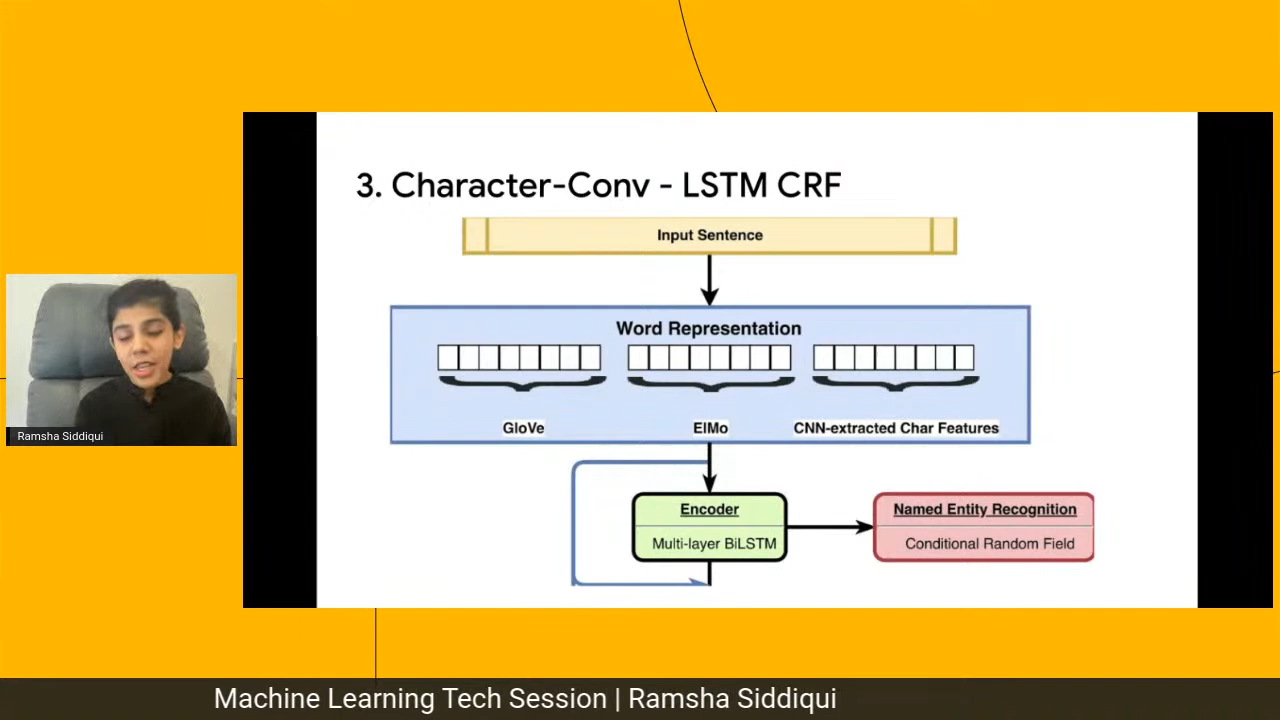 3. Character-Conv - LSTM CRF
Input Sentence
Word Representation
GloVe
ElMo
CNN-extracted Char Features
Encoder
Multi-layer BiLSTM
Named Entity Recognition
Conditional Random Field
Ramsha Siddiqui
Machine Learning Tech Session | Ramsha Siddiqui